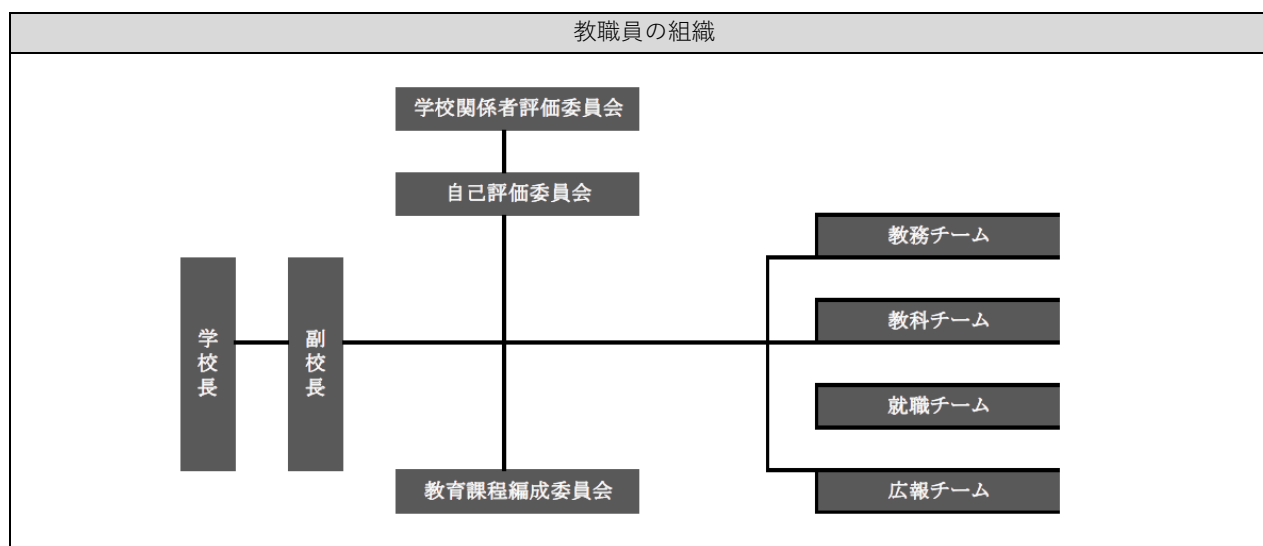 教職員の組織
学校関係者評価委員会
自己評価委員会
学校長
副校長
教務チーム
教科チーム
就職チーム
広報チーム
教育課程編成委員会